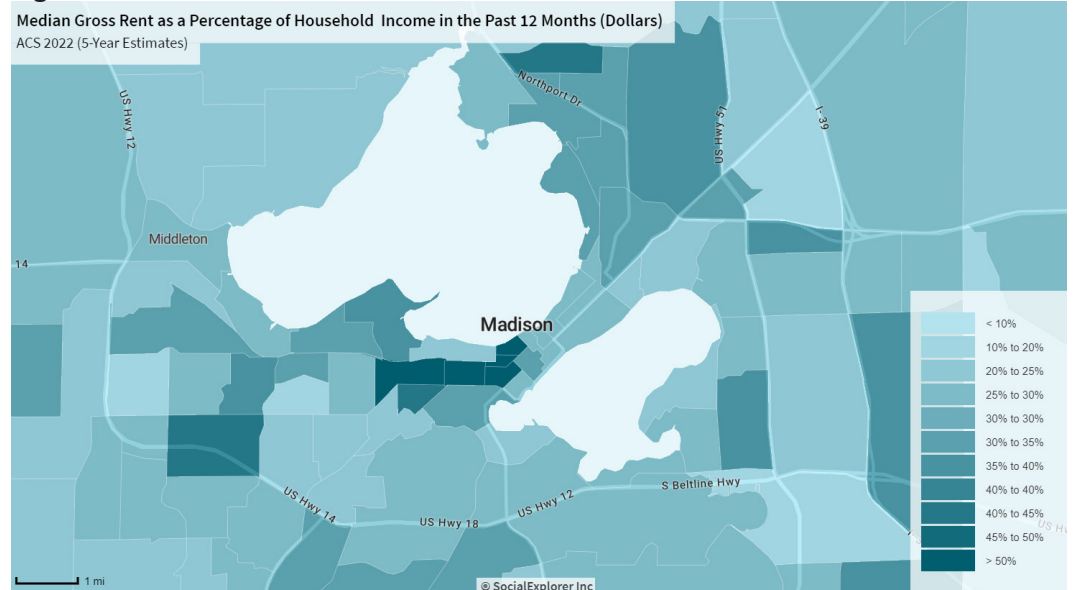 Median Gross Rent as a Percentage of Household Income in the Past 12 Months (Dollars)
ACS 2022 (5-Year Estimates)
Northport Dr
US Hwy 12
US Hwy 51
I- 39
Middleton
14
Madison
< 10%
10% to 20%
20% to 25%
25% to 30%
30% to 30%
30% to 35%
35% to 40%
40% to 40%
40% to 45%
45% to 50%
> 50%
S Beltline Hwy
US Hwy 14
US Hwy 12
US Hwy 18
US Hw
1 mi
© SocialExplorer Inc